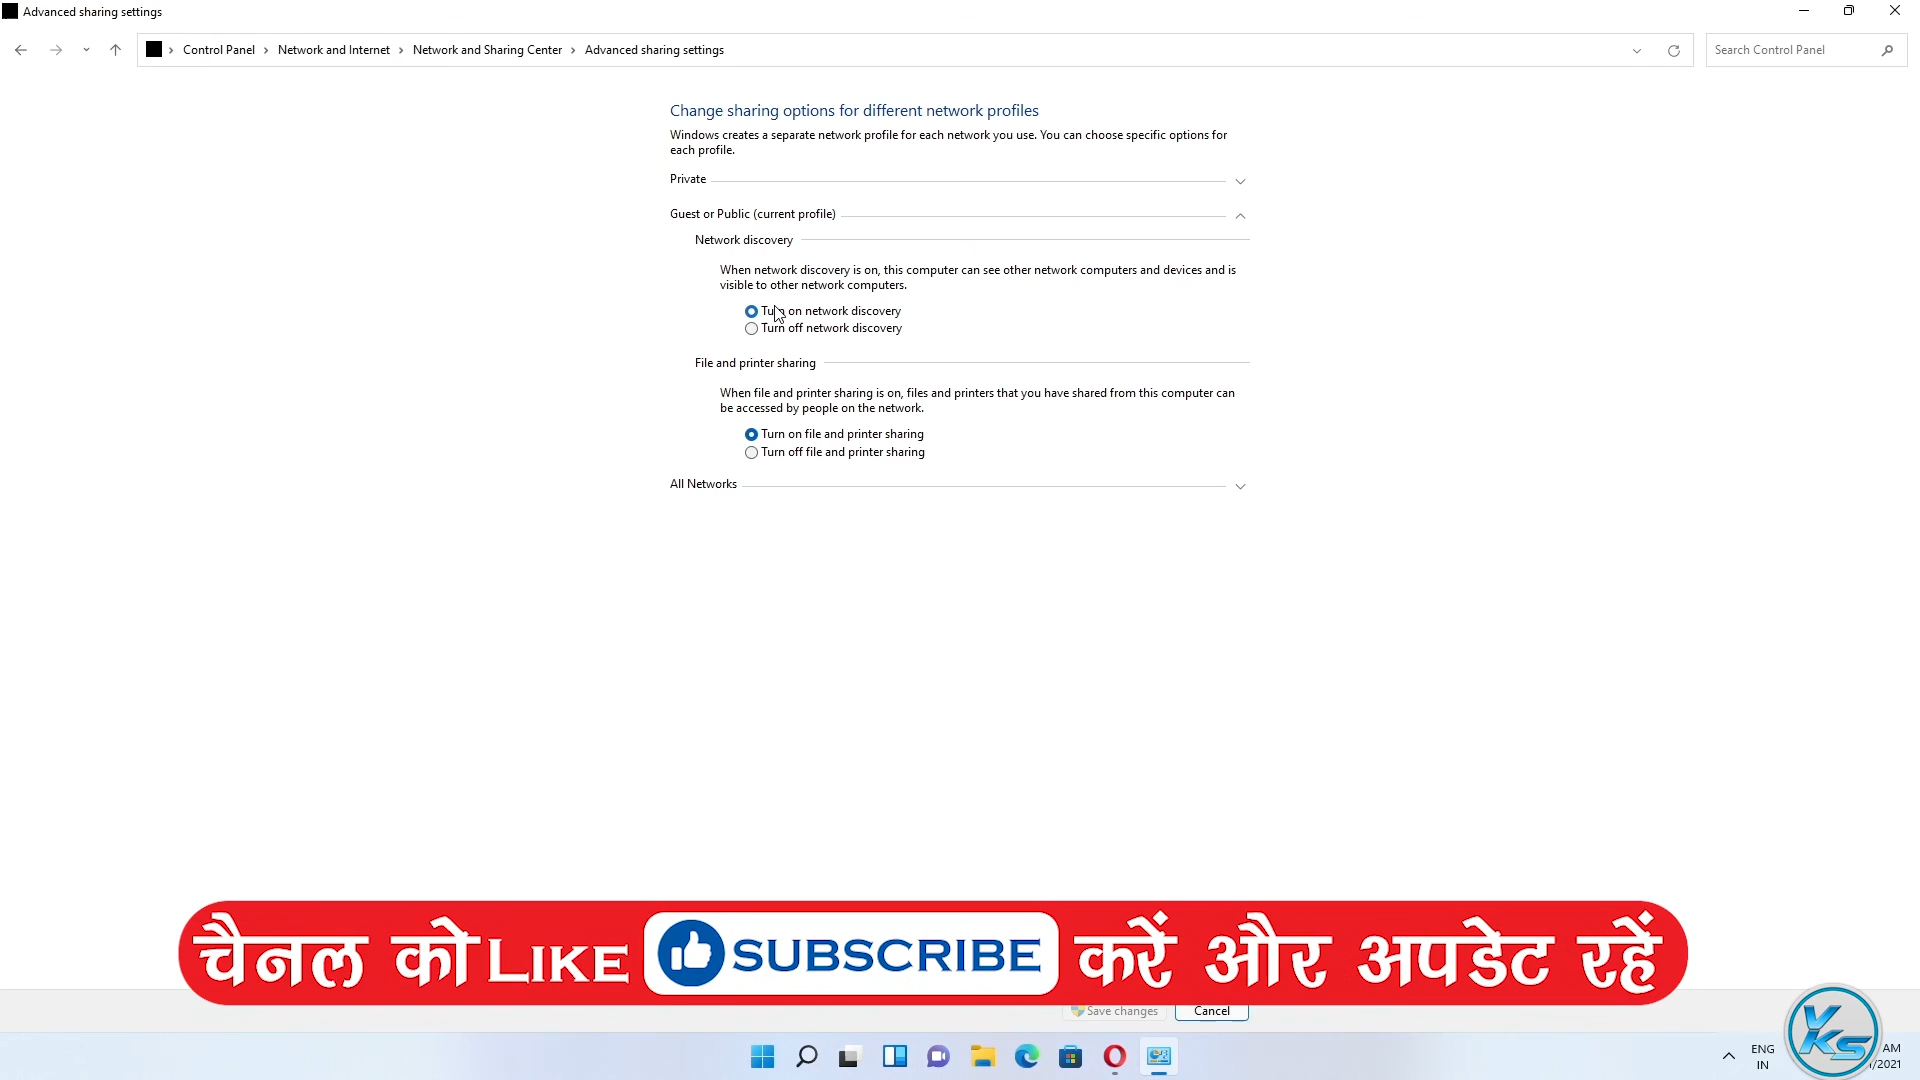 Advanced sharing settings
Control Panel > Network and Internet > Network and Sharing Center > Advanced sharing settings
Search Control Panel
Change sharing options for different network profiles
Windows creates a separate network profile for each network you use. You can choose specific options for
each profile.
Private
Guest or Public (current profile)
Network discovery
When network discovery is on, this computer can see other network computers and devices and is
visible to other network computers.
Turn on network discovery
Turn off network discovery
File and printer sharing
When file and printer sharing is on, files and printers that you have shared from this computer can
be accessed by people on the network.
Turn on file and printer sharing
Turn off file and printer sharing
All Networks
चैनल को LIKE SUBSCRIBE करें और अपडेट रहें
Save changes
Cancel
ENG
IN
YKS
AM
/2021